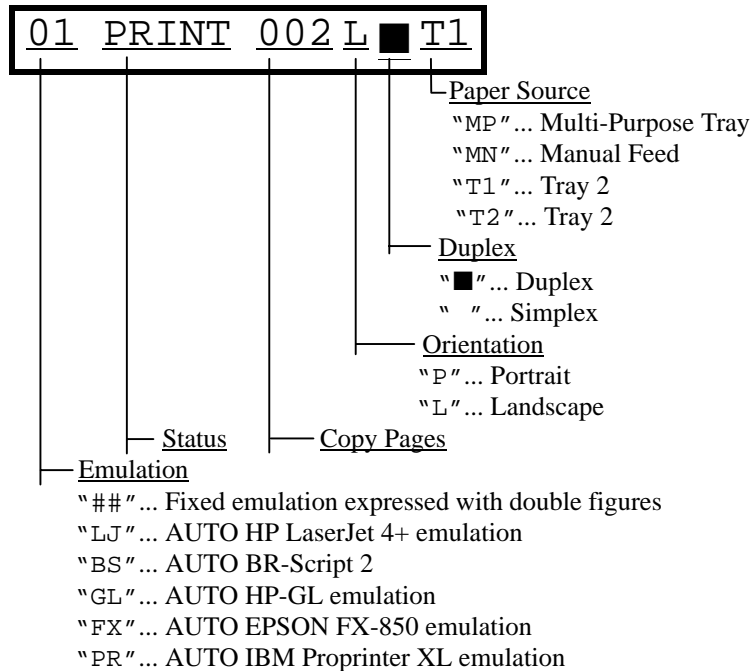 01 PRINT 002 L ■ T1
Paper Source
"MP"... Multi-Purpose Tray
"MN"... Manual Feed
"T1"... Tray 2
"T2"... Tray 2
Duplex
"■"... Duplex
" "... Simplex
Orientation
"P"... Portrait
"L"... Landscape
Status Copy Pages
Emulation
"##"... Fixed emulation expressed with double figures
"LJ"... AUTO HP LaserJet 4+ emulation
"BS"... AUTO BR-Script 2
"GL"... AUTO HP-GL emulation
"FX"... AUTO EPSON FX-850 emulation
"PR"... AUTO IBM Proprinter XL emulation